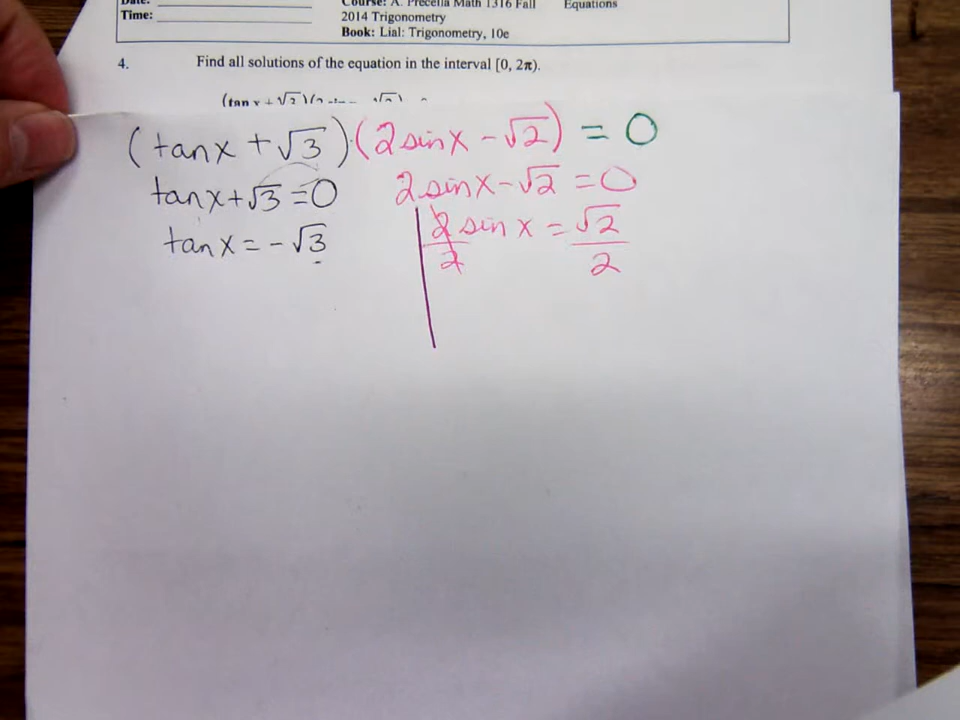 Date: Course: A. Precella Math 1316 Fall Equations
Time: 2014 Trigonometry
Book: Lial: Trigonometry, 10e
4. Find all solutions of the equation in the interval [0, 2π).
(tan x + √3)·(2 sin x − √2) = 0
tan x + √3 = 0 2 sin x − √2 = 0
tan x = −√3 2 sin x = √2
2 2